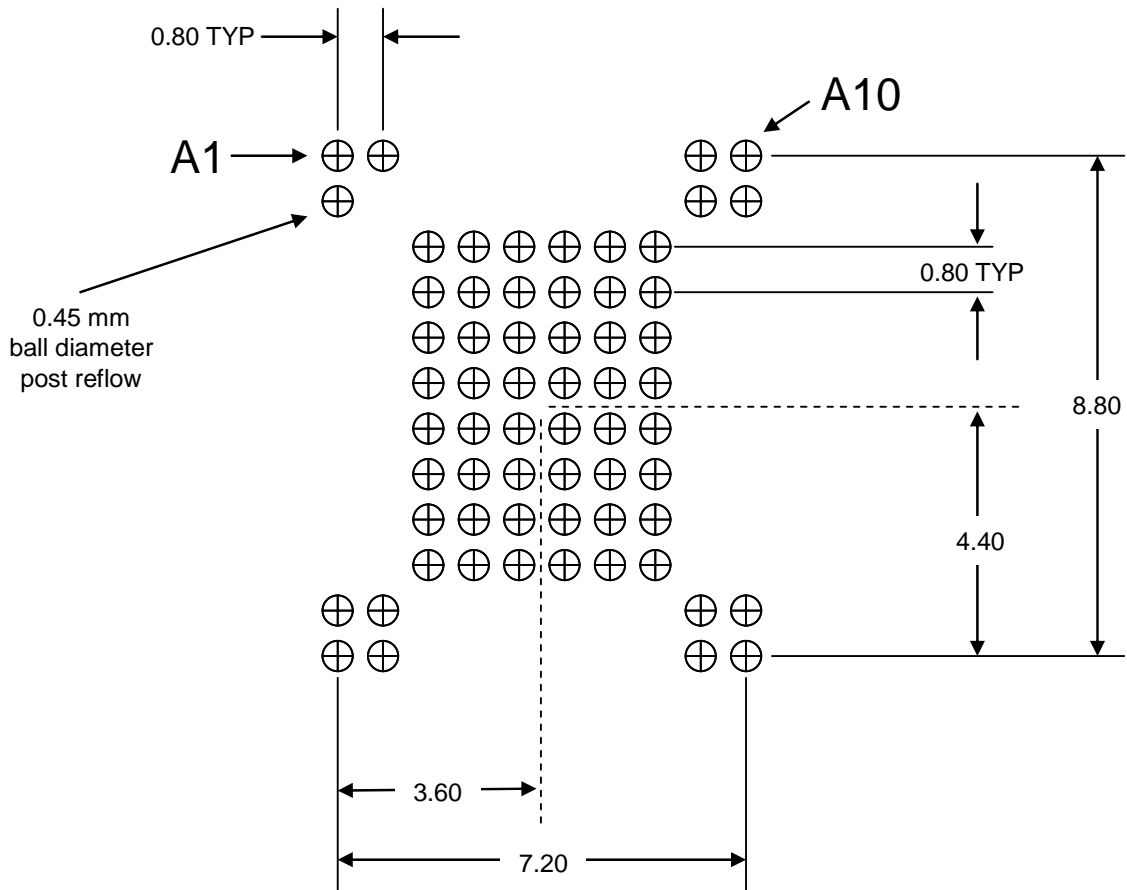 0.80 TYP
A10
A1
0.80 TYP
0.45 mm
ball diameter
post reflow
8.80
4.40
3.60
7.20